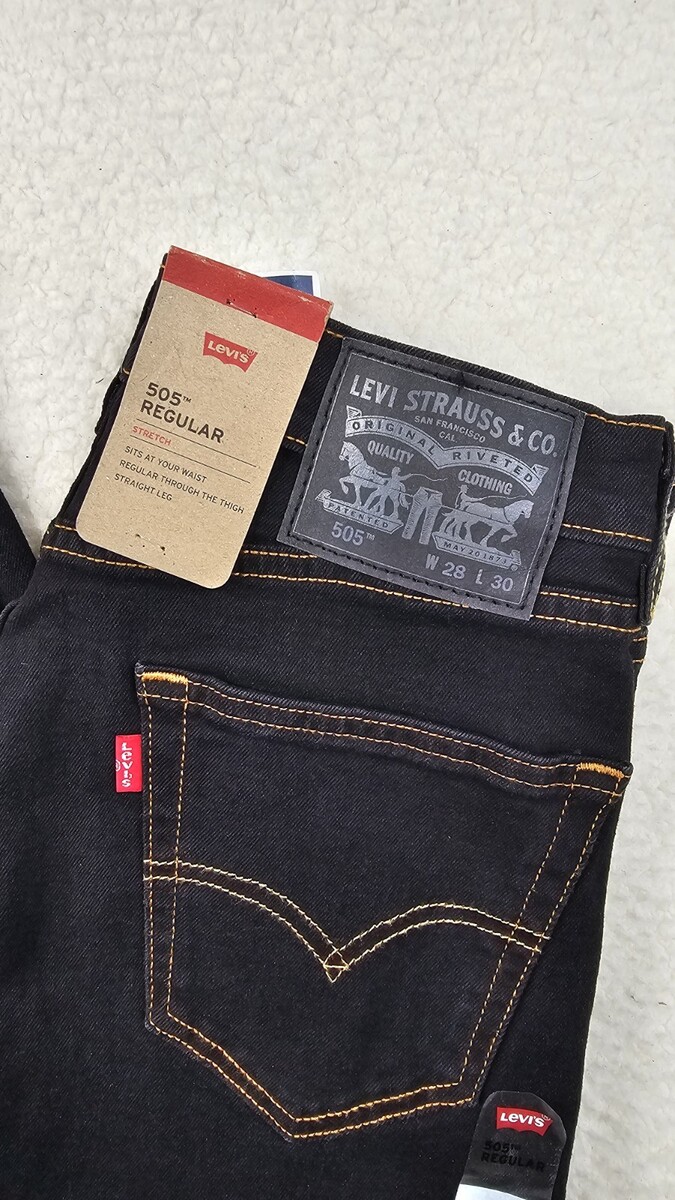 Levi's
505™
REGULAR
STRETCH
SITS AT YOUR WAIST
REGULAR THROUGH THE THIGH
STRAIGHT LEG
LEVI STRAUSS & CO.
SAN FRANCISCO
CAL.
ORIGINAL RIVETED
QUALITY CLOTHING
PATENTED MAY 20 1873
505™
W 28 L 30
Levi's
Levi's
505™
REGULAR